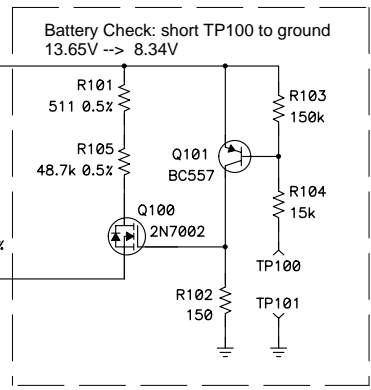 Battery Check: short TP100 to ground
13.65V --> 8.34V
R101
511 0.5%
R103
150k
R105
48.7k 0.5%
Q101
BC557
R104
15k
Q100
2N7002
%
TP100
R102
150
TP101